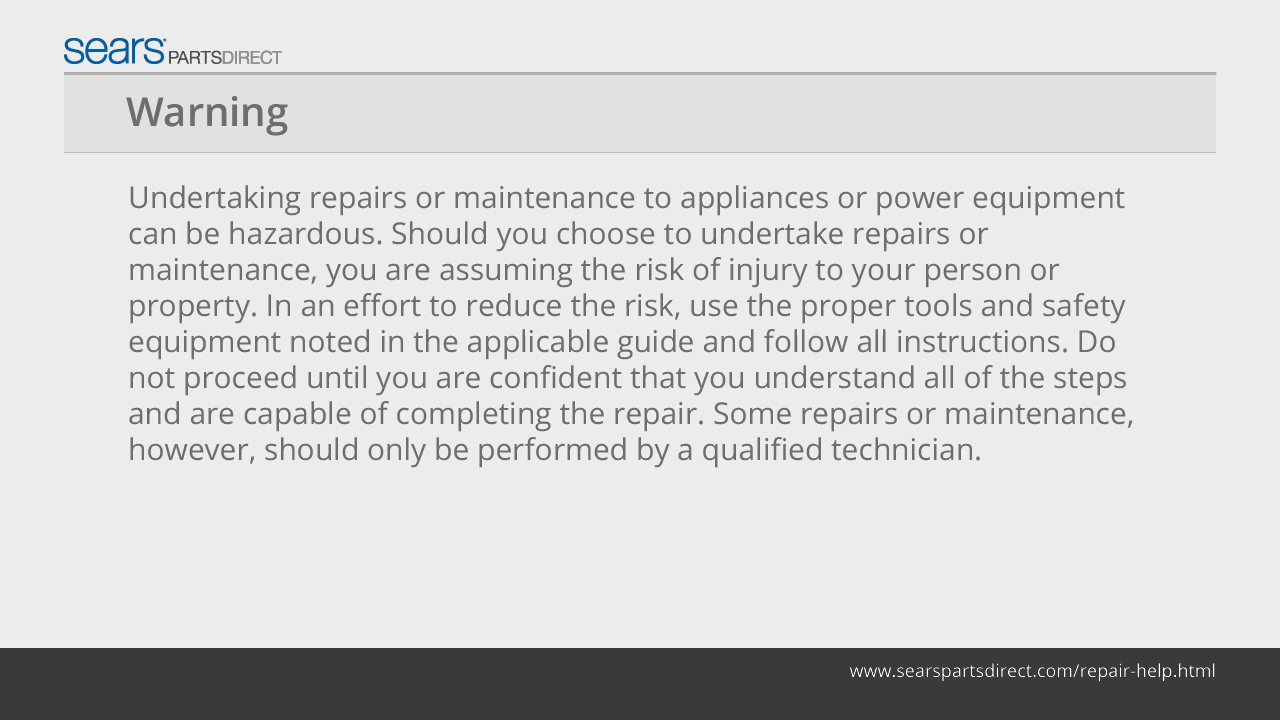 sears PARTSDIRECT
Warning
Undertaking repairs or maintenance to appliances or power equipment
can be hazardous. Should you choose to undertake repairs or
maintenance, you are assuming the risk of injury to your person or
property. In an effort to reduce the risk, use the proper tools and safety
equipment noted in the applicable guide and follow all instructions. Do
not proceed until you are confident that you understand all of the steps
and are capable of completing the repair. Some repairs or maintenance,
however, should only be performed by a qualified technician.
www.searspartsdirect.com/repair-help.html